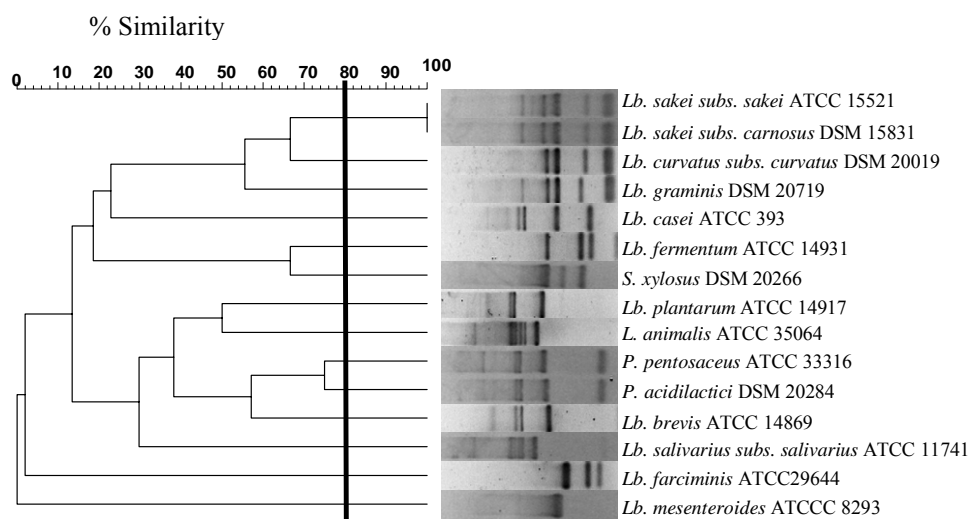 % Similarity
0 10 20 30 40 50 60 70 80 90 100
Lb. sakei subs. sakei ATCC 15521
Lb. sakei subs. carnosus DSM 15831
Lb. curvatus subs. curvatus DSM 20019
Lb. graminis DSM 20719
Lb. casei ATCC 393
Lb. fermentum ATCC 14931
S. xylosus DSM 20266
Lb. plantarum ATCC 14917
L. animalis ATCC 35064
P. pentosaceus ATCC 33316
P. acidilactici DSM 20284
Lb. brevis ATCC 14869
Lb. salivarius subs. salivarius ATCC 11741
Lb. farciminis ATCC29644
Lb. mesenteroides ATCCC 8293